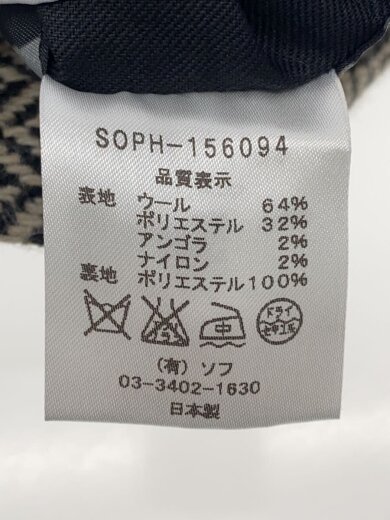 SOPH-156094
品質表示
表地 ウール 64%
ポリエステル 32%
アンゴラ 2%
ナイロン 2%
裏地 ポリエステル100%
中 ドライ セキユ系
(有) ソフ
03-3402-1630
日本製